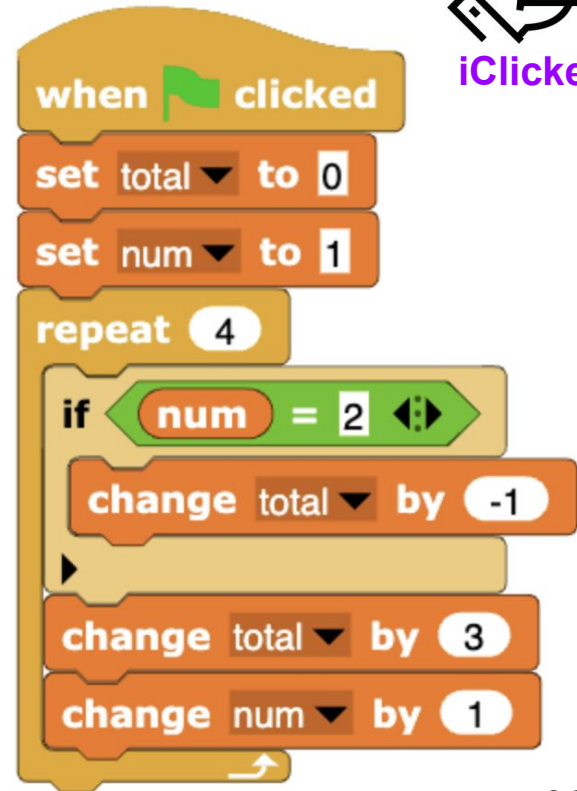 iClicke
when clicked
set total to 0
set num to 1
repeat 4
if num = 2
change total by -1
change total by 3
change num by 1